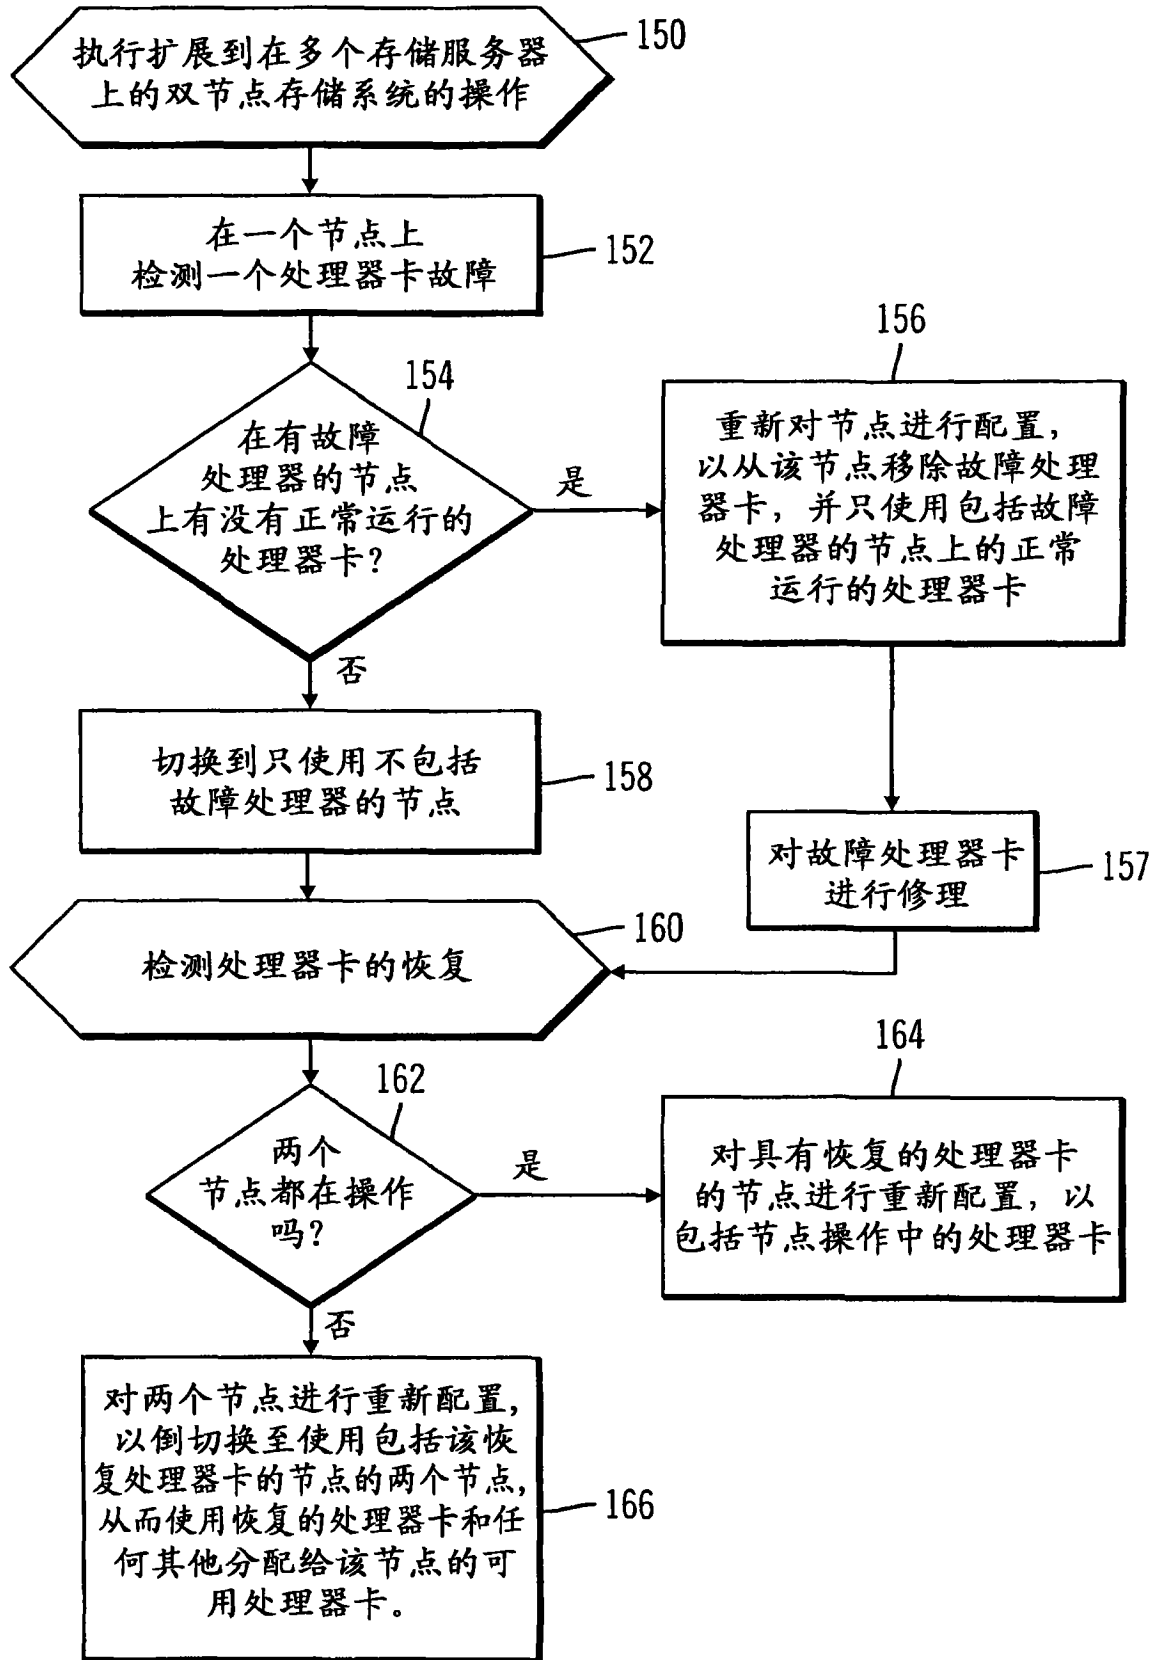 执行扩展到在多个存储服务器
上的双节点存储系统的操作
150
在一个节点上
检测一个处理器卡故障
152
154
在有故障
处理器的节点
上有没有正常运行的
处理器卡？
是
否
156
重新对节点进行配置，
以从该节点移除故障处理
器卡，并只使用包括故障
处理器的节点上的正常
运行的处理器卡
切换到只使用不包括
故障处理器的节点
158
对故障处理器卡
进行修理
157
检测处理器卡的恢复
160
162
两个
节点都在操作
吗？
是
否
164
对具有恢复的处理器卡
的节点进行重新配置，以
包括节点操作中的处理器卡
对两个节点进行重新配置，
以倒切换至使用包括该恢
复处理器卡的节点的两个节点，
从而使用恢复的处理器卡和任
何其他分配给该节点的可
用处理器卡。
166